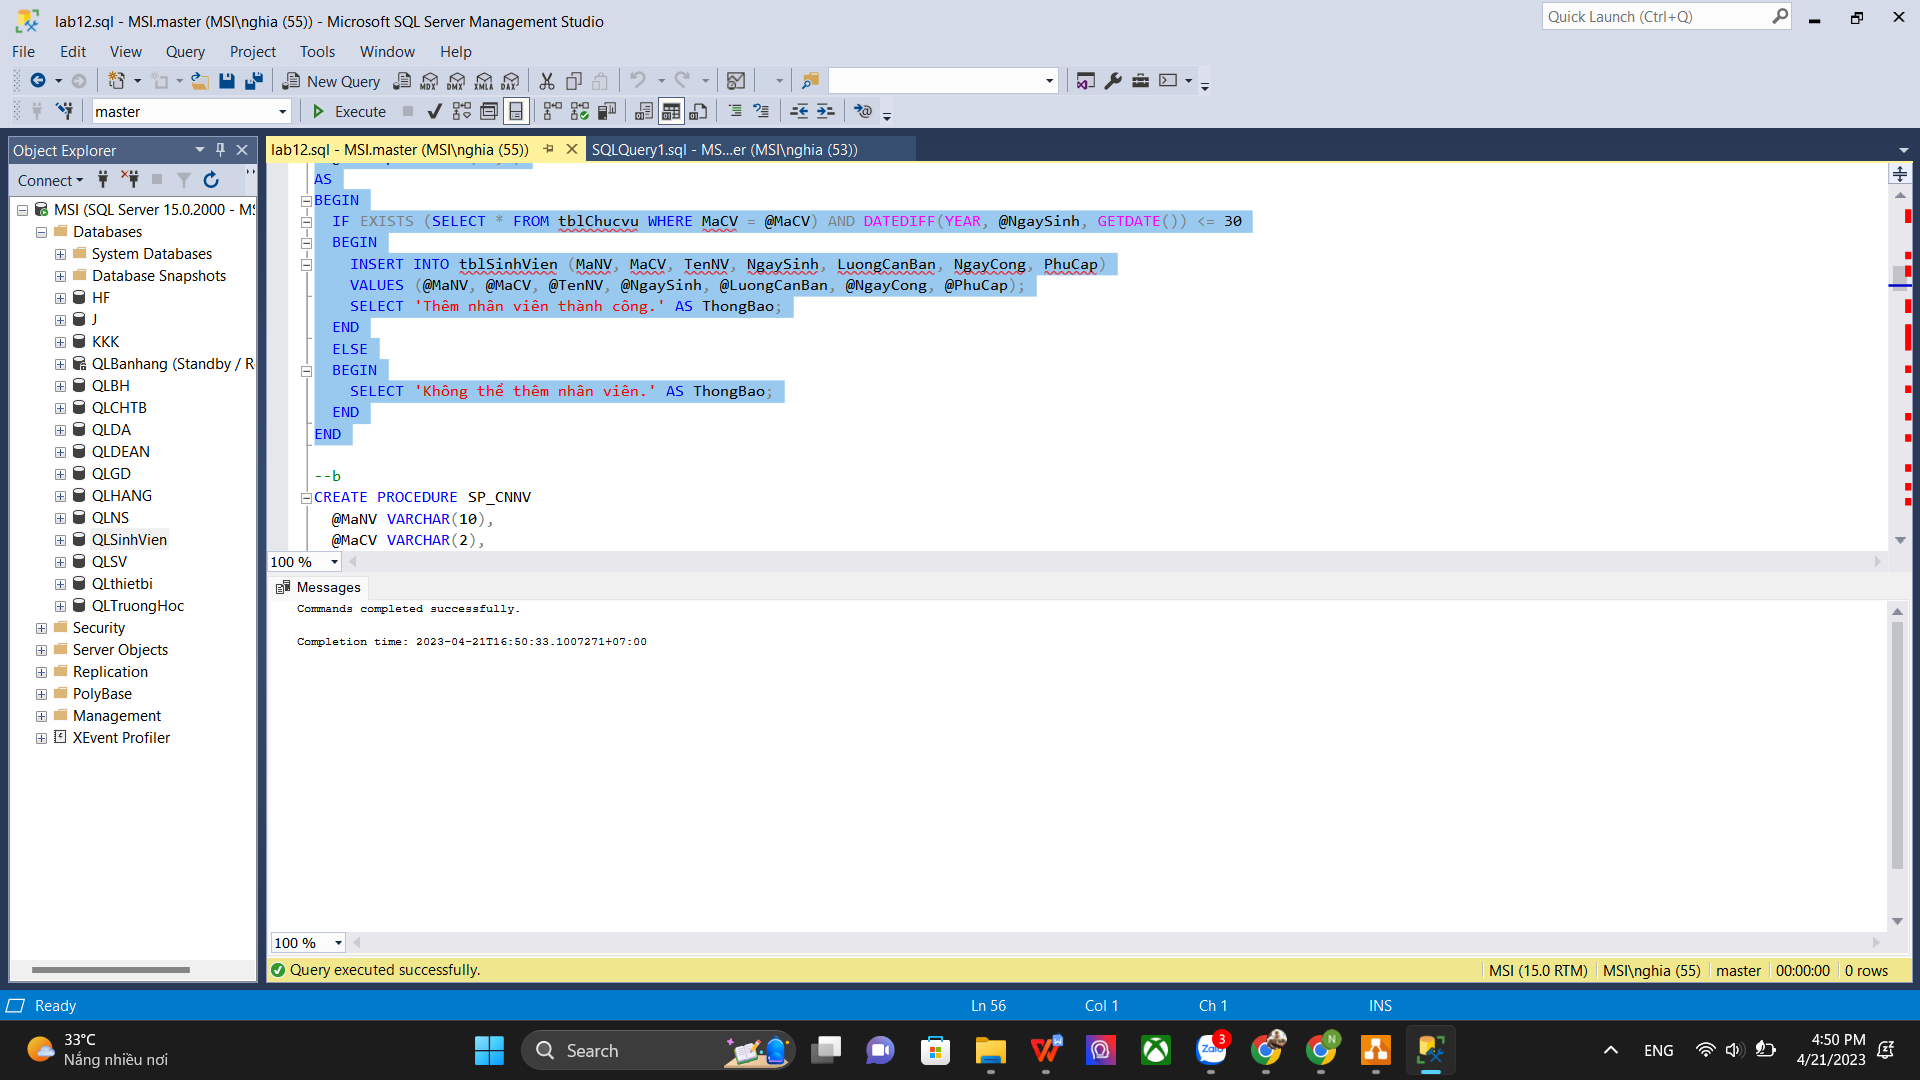 lab12.sql - MSI.master (MSI\nghia (55)) - Microsoft SQL Server Management Studio
Quick Launch (Ctrl+Q)
File Edit View Query Project Tools Window Help
New Query
MDX DMX XMLA DAX
master
Execute
Object Explorer
lab12.sql - MSI.master (MSI\nghia (55))
SQLQuery1.sql - MS...er (MSI\nghia (53))
Connect
MSI (SQL Server 15.0.2000 - MS
Databases
System Databases
Database Snapshots
HF
J
KKK
QLBanhang (Standby / R
QLBH
QLCHTB
QLDA
QLDEAN
QLGD
QLHANG
QLNS
QLSinhVien
QLSV
QLthietbi
QLTruongHoc
Security
Server Objects
Replication
PolyBase
Management
XEvent Profiler
AS
BEGIN
IF EXISTS (SELECT * FROM tblChucvu WHERE MaCV = @MaCV) AND DATEDIFF(YEAR, @NgaySinh, GETDATE()) <= 30
BEGIN
INSERT INTO tblSinhVien (MaNV, MaCV, TenNV, NgaySinh, LuongCanBan, NgayCong, PhuCap)
VALUES (@MaNV, @MaCV, @TenNV, @NgaySinh, @LuongCanBan, @NgayCong, @PhuCap);
SELECT 'Thêm nhân viên thành công.' AS ThongBao;
END
ELSE
BEGIN
SELECT 'Không thể thêm nhân viên.' AS ThongBao;
END
END
--b
CREATE PROCEDURE SP_CNNV
@MaNV VARCHAR(10),
@MaCV VARCHAR(2),
100 %
Messages
Commands completed successfully.
Completion time: 2023-04-21T16:50:33.1007271+07:00
100 %
Query executed successfully.
MSI (15.0 RTM) MSI\nghia (55) master 00:00:00 0 rows
Ready
Ln 56 Col 1 Ch 1 INS
33°C
Nắng nhiều nơi
Search
Zalo
3
N
ENG
4:50 PM
4/21/2023